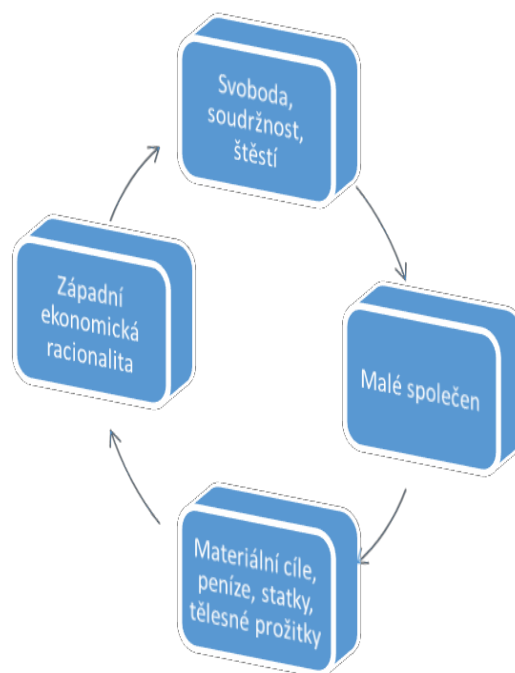 Svoboda,
soudržnost,
štěstí
Malé společen
Materiální cíle,
peníze, statky,
tělesné prožitky
Západní
ekonomická
racionalita